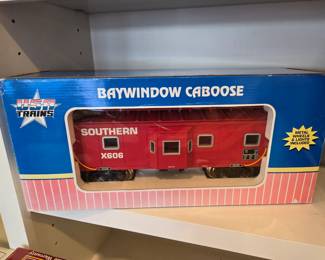 BAYWINDOW CABOOSE
USA
TRAINS
SOUTHERN
X606
METAL
WHEELS
& LIGHTS
INCLUDED